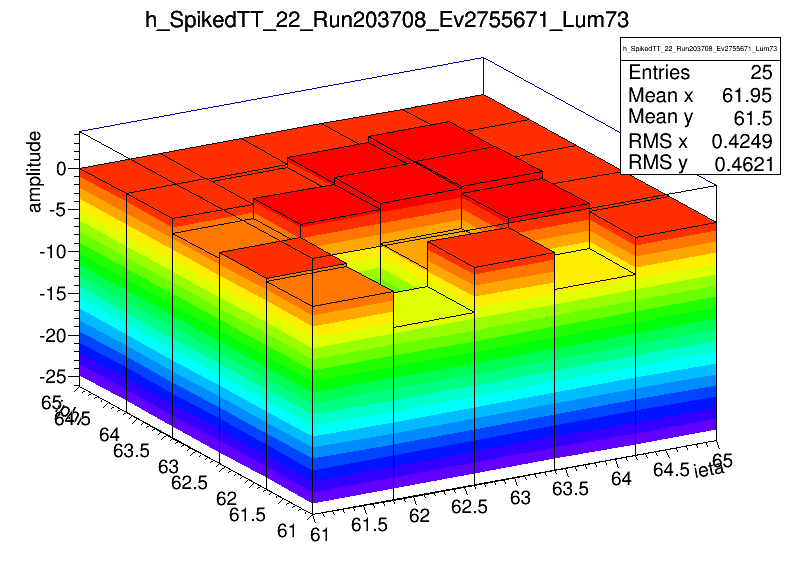 h_SpikedTT_22_Run203708_Ev2755671_Lum73
h_SpikedTT_22_Run203708_Ev2755671_Lum73
Entries 25
Mean x 61.95
Mean y 61.5
RMS x 0.4249
RMS y 0.4621
amplitude
0
-5
-10
-15
-20
-25
65
64.5
64
63.5
63
62.5
62
61.5
61
61
61.5
62
62.5
63
63.5
64
64.5
65
ieta